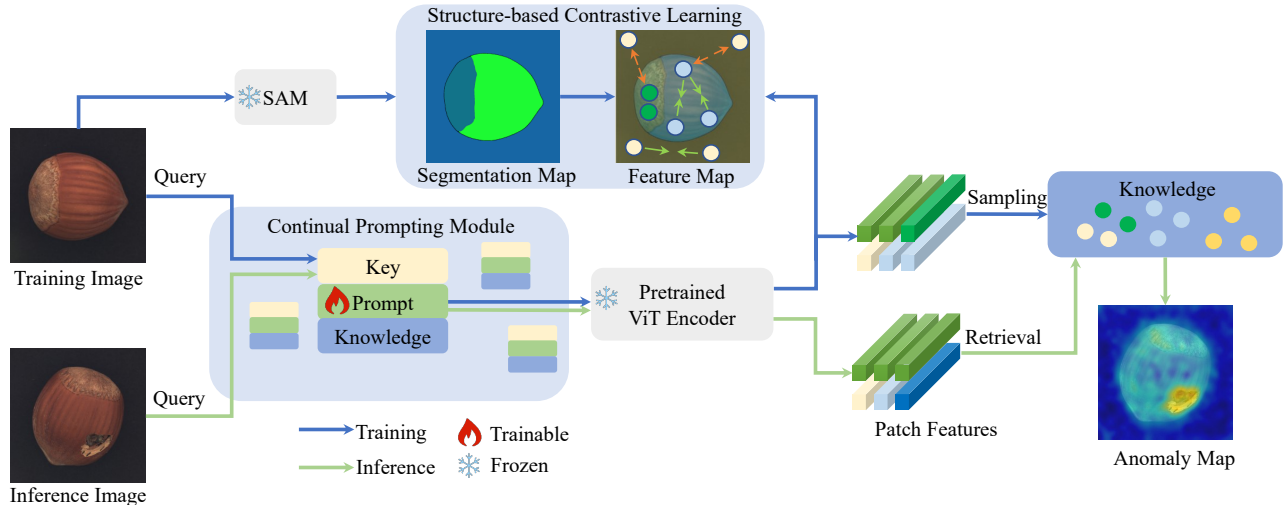 Structure-based Contrastive Learning
SAM
Segmentation Map
Feature Map
Query
Training Image
Continual Prompting Module
Key
Prompt
Knowledge
Pretrained
ViT Encoder
Sampling
Knowledge
Query
Inference Image
Retrieval
Patch Features
Anomaly Map
Training
Trainable
Inference
Frozen